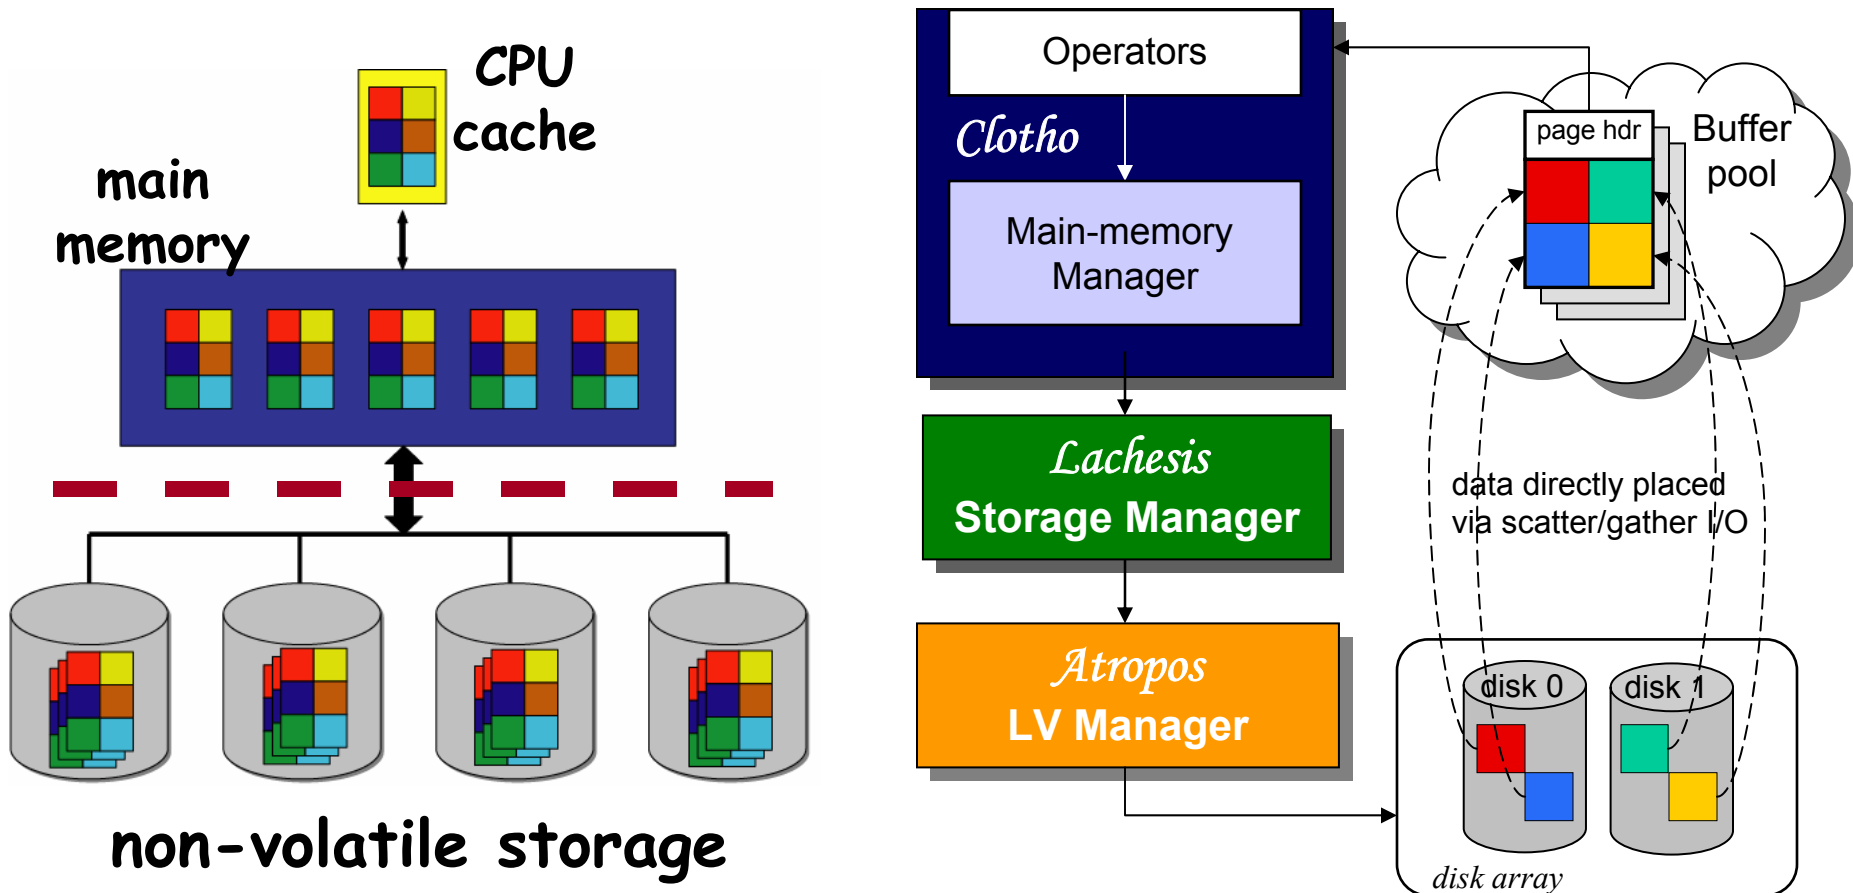 CPU
cache
main
memory
non-volatile storage
Operators
Clotho
Main-memory
Manager
Lachesis
Storage Manager
Atropos
LV Manager
page hdr
Buffer
pool
data directly placed
via scatter/gather I/O
disk 0
disk 1
disk array